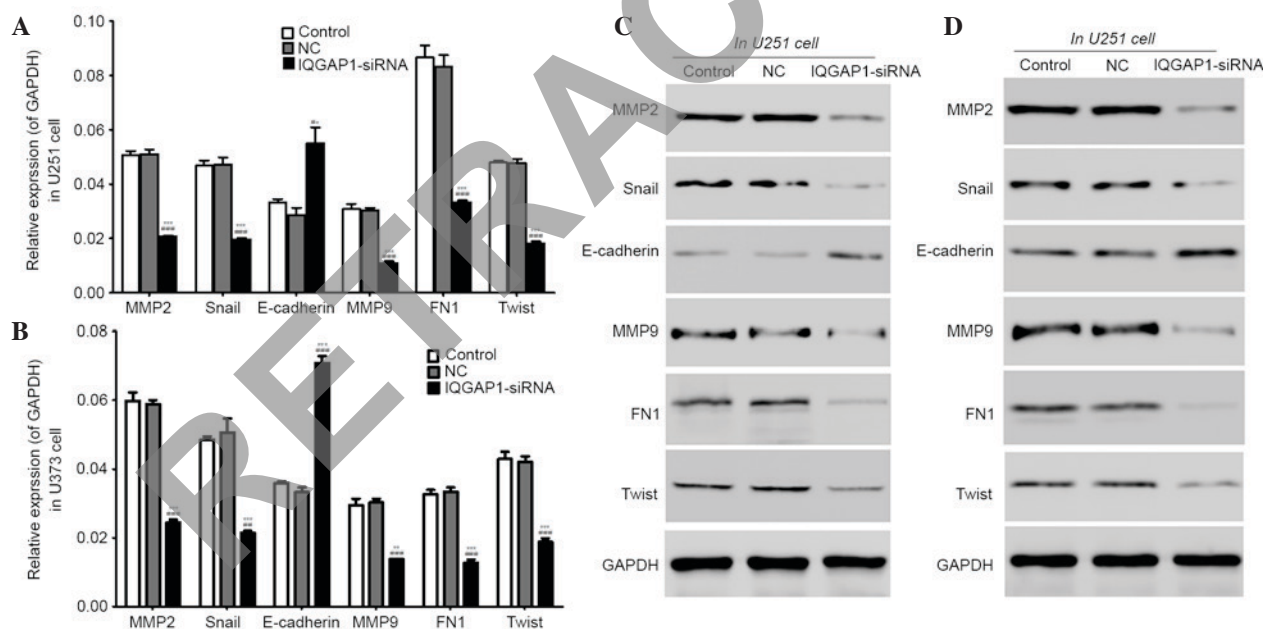 A
Relative exprssion (of GAPDH)
in U251 cell
0.10
0.08
0.06
0.04
0.02
0.00
Control
NC
IQGAP1-siRNA
MMP2 Snail E-cadherin MMP9 FN1 Twist
B
Relative exprssion (of GAPDH)
in U373 cell
0.08
0.06
0.04
0.02
0.00
Control
NC
IQGAP1-siRNA
MMP2 Snail E-cadherin MMP9 FN1 Twist
C
In U251 cell
Control NC IQGAP1-siRNA
MMP2
Snail
E-cadherin
MMP9
FN1
Twist
GAPDH
D
In U251 cell
Control NC IQGAP1-siRNA
MMP2
Snail
E-cadherin
MMP9
FN1
Twist
GAPDH
RETRAC